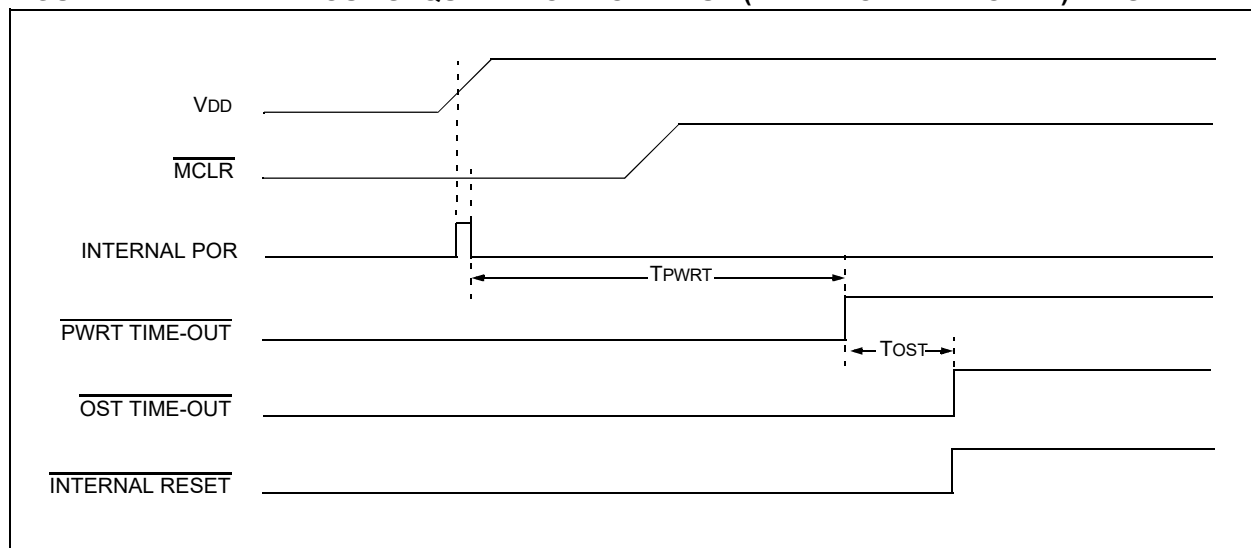 VDD
MCLR
INTERNAL POR
TPWRT
PWRT TIME-OUT
TOST
OST TIME-OUT
INTERNAL RESET